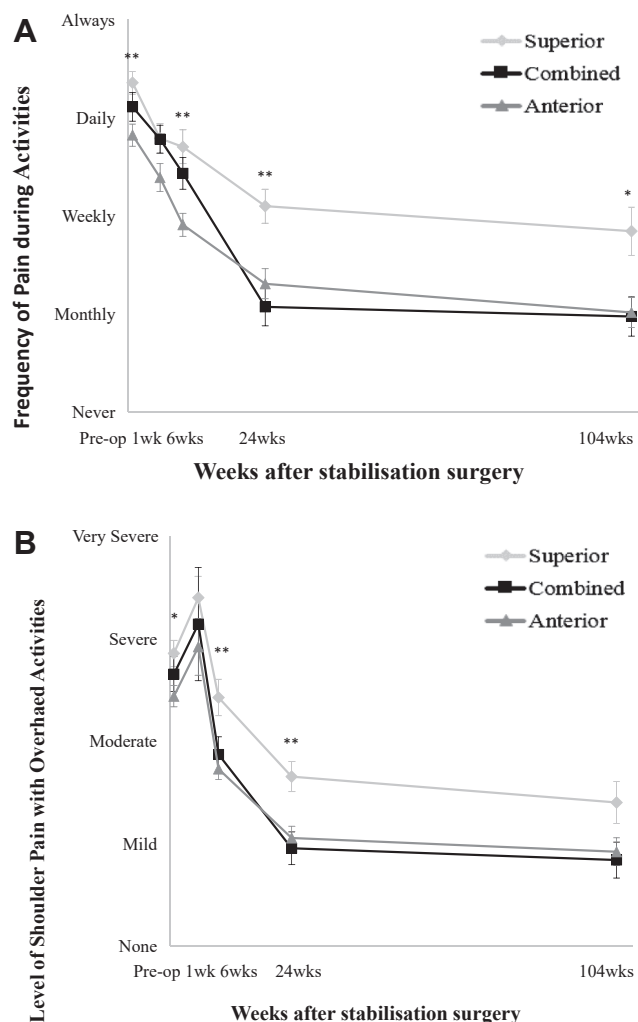 A
Always
Superior
**
Combined
Daily
**
Anterior
**
*
Weekly
Monthly
Never
Frequency of Pain during Activities
Pre-op 1wk 6wks 24wks 104wks
Weeks after stabilisation surgery
B
Very Severe
Superior
Combined
*
Severe
Anterior
**
Moderate
**
Mild
None
Level of Shoulder Pain with Overhaed Activities
Pre-op 1wk 6wks 24wks 104wks
Weeks after stabilisation surgery